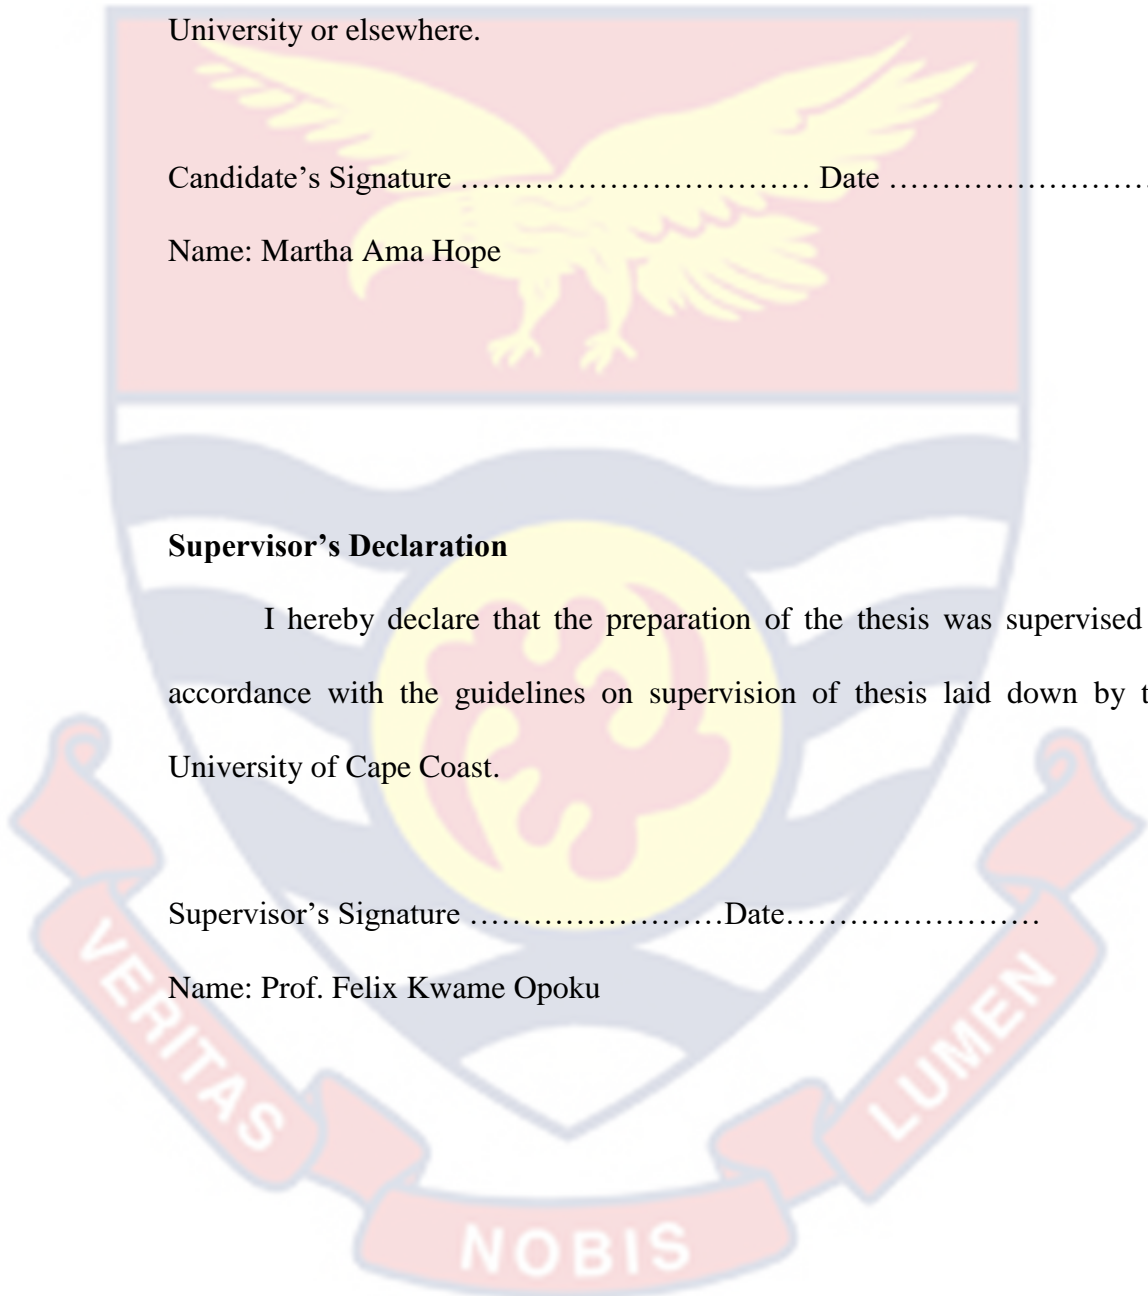 University or elsewhere.
Candidate’s Signature …………………………… Date ………………………
Name: Martha Ama Hope
Supervisor’s Declaration
I hereby declare that the preparation of the thesis was supervised
accordance with the guidelines on supervision of thesis laid down by t
University of Cape Coast.
Supervisor’s Signature ……………………Date……………………
Name: Prof. Felix Kwame Opoku
VERITAS
NOBIS
LUMEN